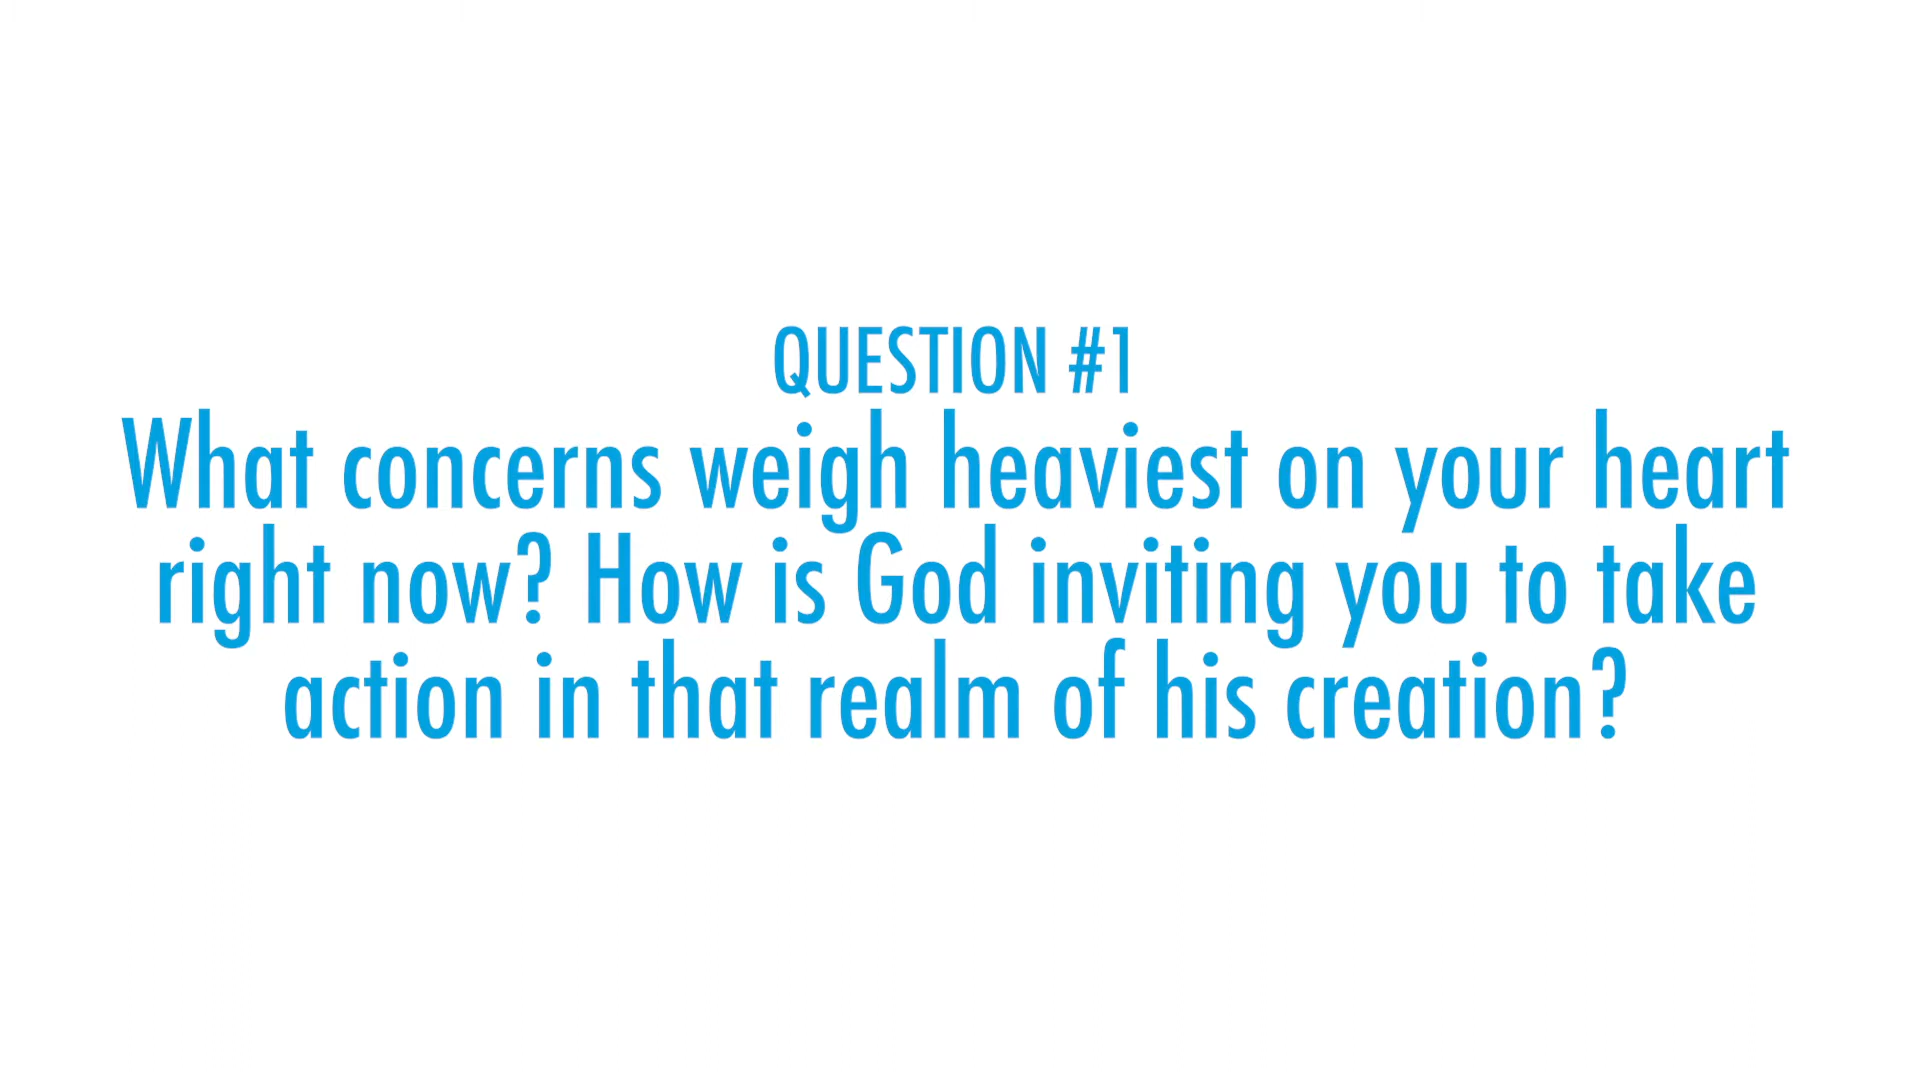 QUESTION #1
What concerns weigh heaviest on your heart
right now? How is God inviting you to take
action in that realm of his creation?